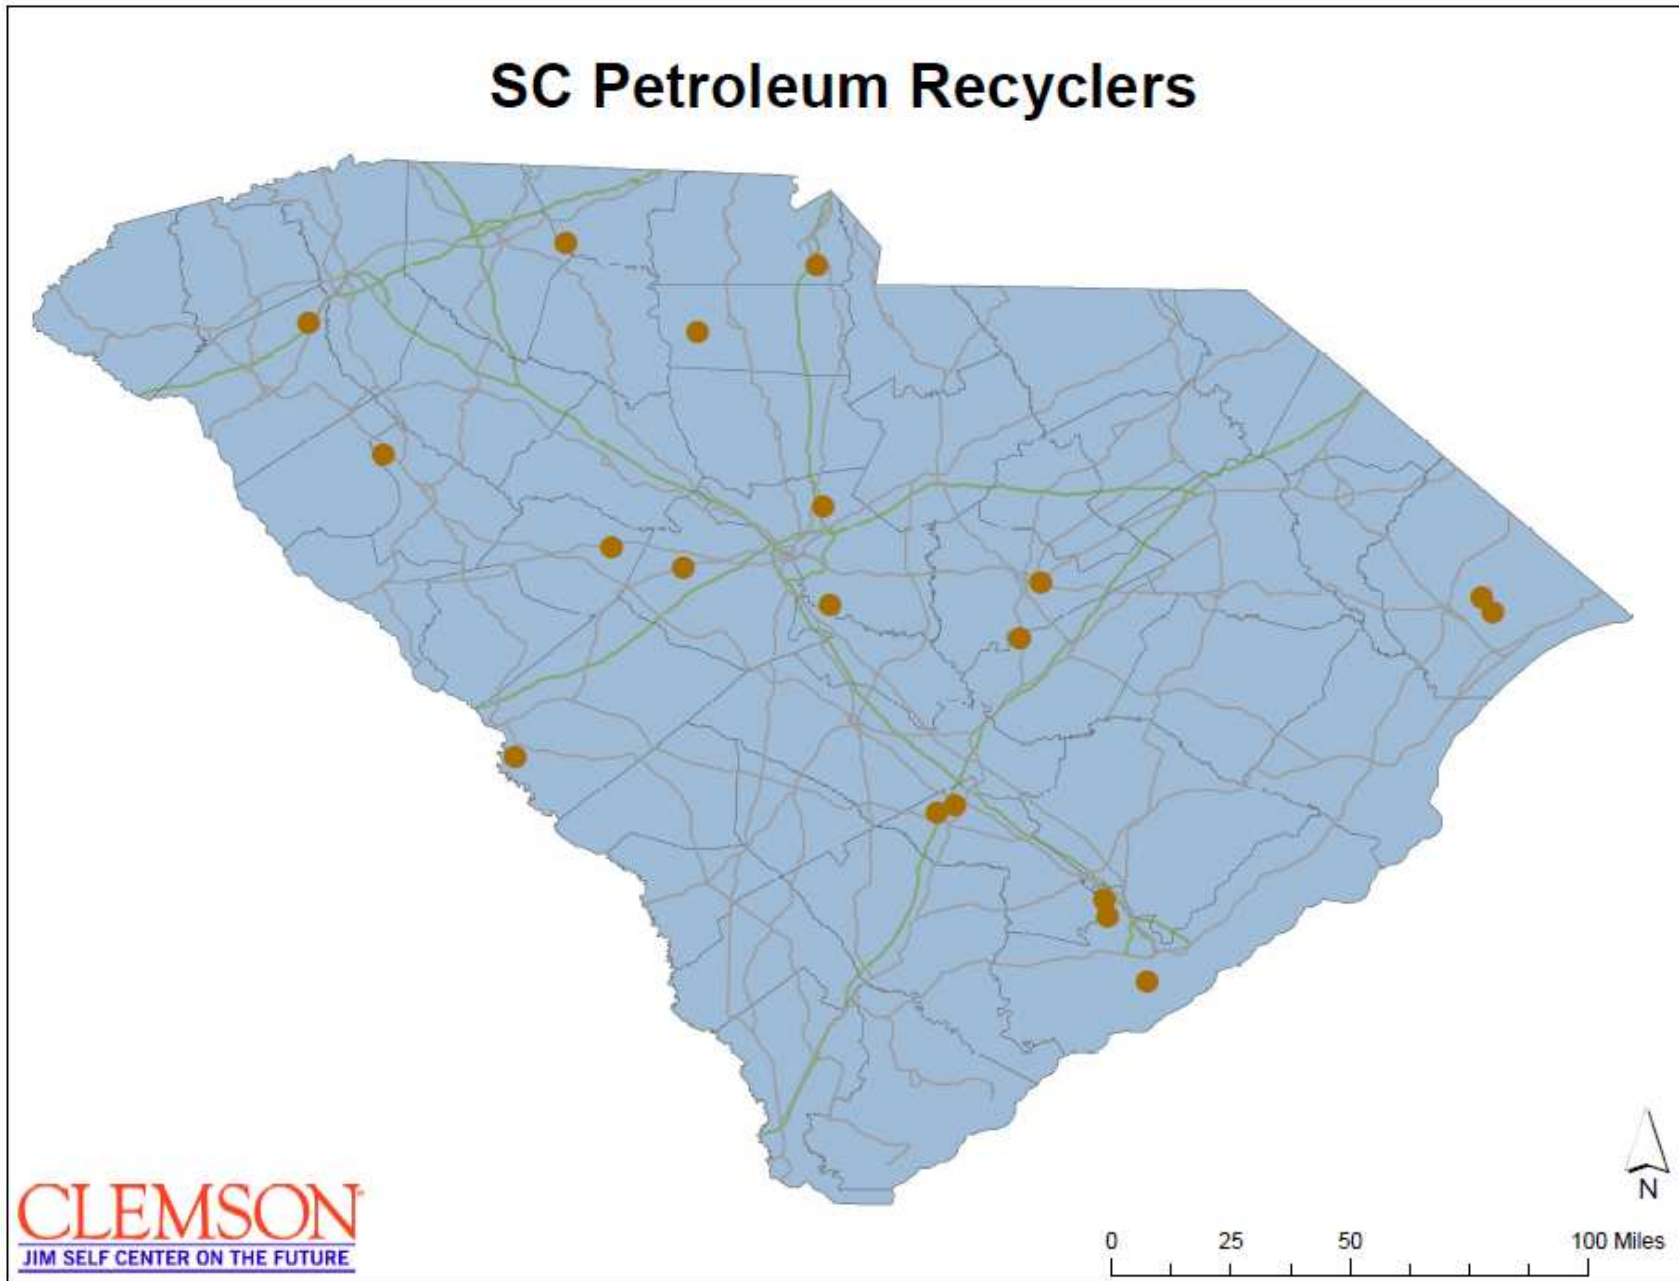 SC Petroleum Recyclers
N
CLEMSON
JIM SELF CENTER ON THE FUTURE
0 25 50 100 Miles